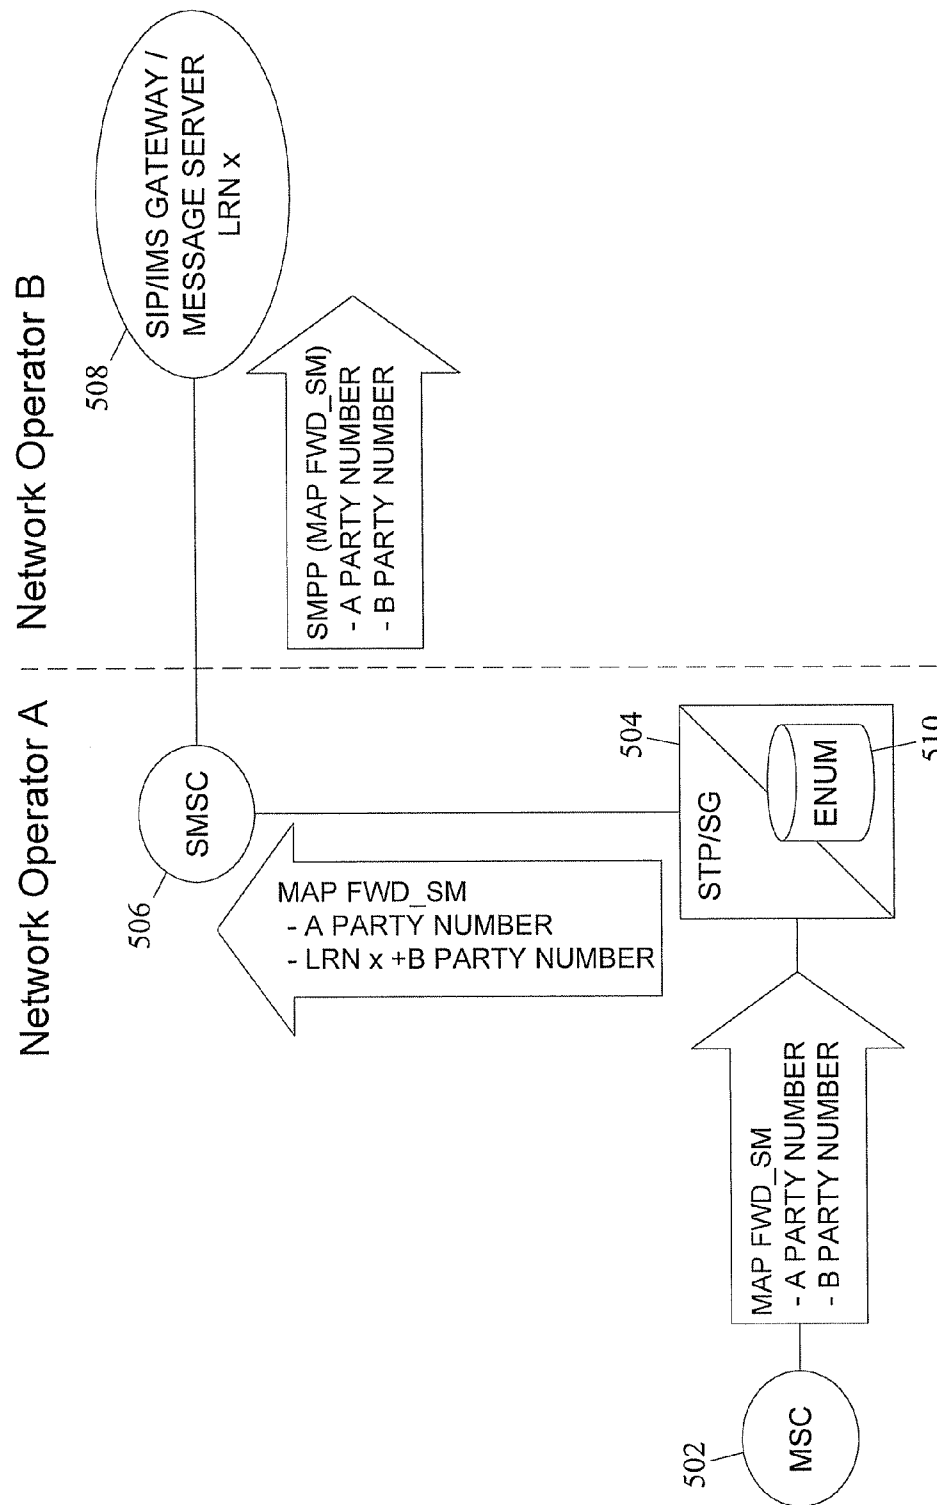 Network Operator A
Network Operator B
506
SMSC
508
SIP/IMS GATEWAY /
MESSAGE SERVER
LRN x
MAP FWD_SM
- A PARTY NUMBER
- LRN x +B PARTY NUMBER
SMPP (MAP FWD_SM)
- A PARTY NUMBER
- B PARTY NUMBER
502
MSC
MAP FWD_SM
- A PARTY NUMBER
- B PARTY NUMBER
504
STP/SG
ENUM
510